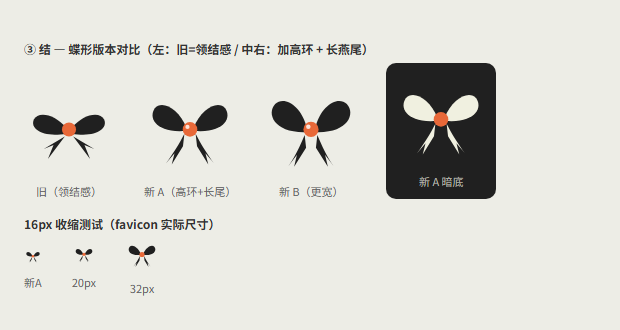 ③ 结 — 蝶形版本对比（左：旧=领结感 / 中右：加高环 + 长燕尾）
旧（领结感）
新 A（高环+长尾）
新 B（更宽）
新 A 暗底
16px 收缩测试（favicon 实际尺寸）
新A
20px
32px